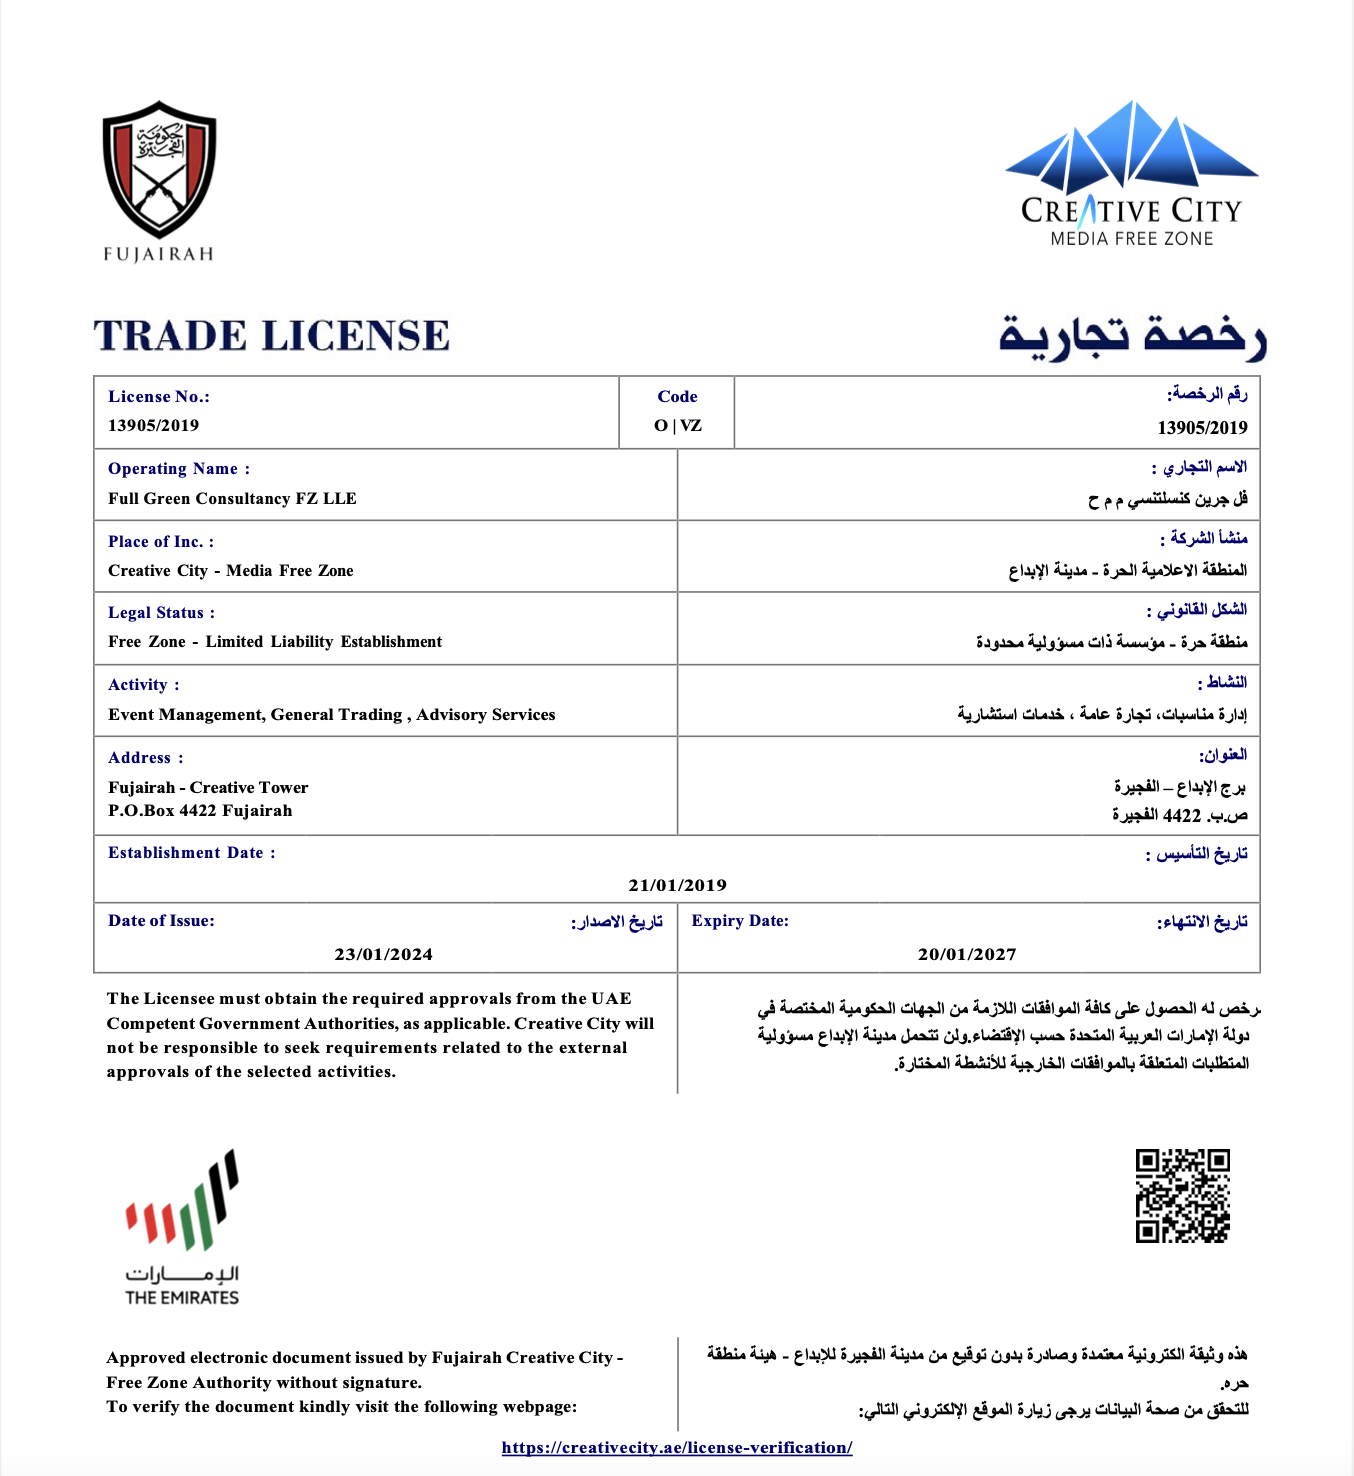 حكومة الفجيرة
FUJAIRAH
CREATIVE CITY
MEDIA FREE ZONE
TRADE LICENSE
رخصة تجارية
License No.:
13905/2019
Code
O | VZ
رقم الرخصة:
13905/2019
Operating Name :
Full Green Consultancy FZ LLE
الاسم التجاري :
فل جرين كنسلتنسي م م ح
Place of Inc. :
Creative City - Media Free Zone
منشأ الشركة :
المنطقة الاعلامية الحرة - مدينة الإبداع
Legal Status :
Free Zone - Limited Liability Establishment
الشكل القانوني :
منطقة حرة - مؤسسة ذات مسؤولية محدودة
Activity :
Event Management, General Trading , Advisory Services
النشاط :
إدارة مناسبات، تجارة عامة ، خدمات استشارية
Address :
Fujairah - Creative Tower
P.O.Box 4422 Fujairah
العنوان:
برج الإبداع – الفجيرة
ص.ب. 4422 الفجيرة
Establishment Date :
تاريخ التأسيس :
21/01/2019
Date of Issue:
تاريخ الاصدار:
23/01/2024
Expiry Date:
تاريخ الانتهاء:
20/01/2027
The Licensee must obtain the required approvals from the UAE
Competent Government Authorities, as applicable. Creative City will
not be responsible to seek requirements related to the external
approvals of the selected activities.
رخص له الحصول على كافة الموافقات اللازمة من الجهات الحكومية المختصة في
دولة الإمارات العربية المتحدة حسب الإقتضاء.ولن تتحمل مدينة الإبداع مسؤولية
المتطلبات المتعلقة بالموافقات الخارجية للأنشطة المختارة.
الإمارات
THE EMIRATES
Approved electronic document issued by Fujairah Creative City -
Free Zone Authority without signature.
To verify the document kindly visit the following webpage:
هذه وثيقة الكترونية معتمدة وصادرة بدون توقيع من مدينة الفجيرة للإبداع - هيئة منطقة
حره.
للتحقق من صحة البيانات يرجى زيارة الموقع الإلكتروني التالي:
https://creativecity.ae/license-verification/